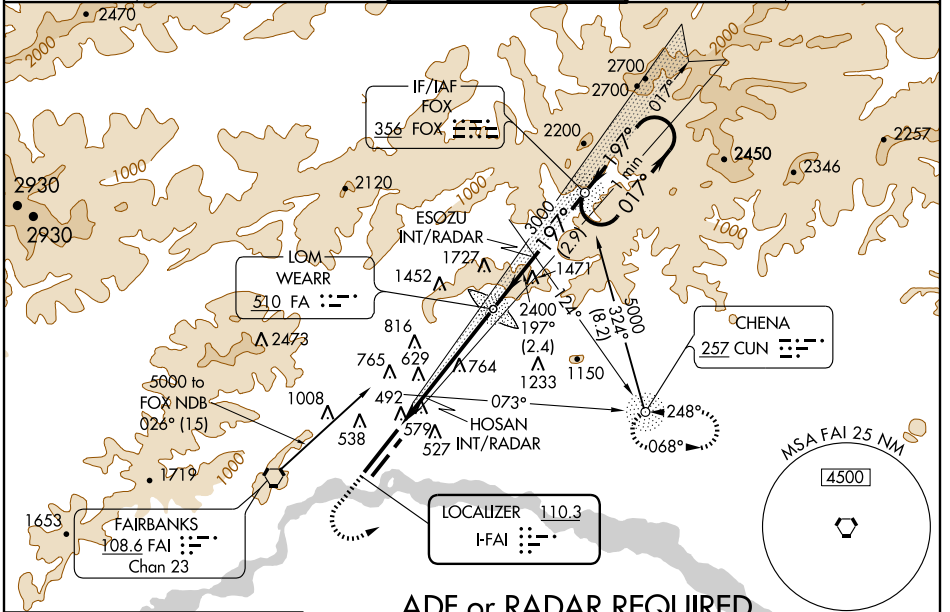 2470
2000
2000
2700
2700
017°
IF/IAF
FOX
356 FOX
2200
197°
1 min
017°
2450
2257
2346
1000
2930
2930
2120
1000
1000
ESOZU
INT/RADAR
3000
197°
(2.9)
LOM
WEARR
510 FA
1727
1452
1471
2400
197°
(2.4)
124°
(8.2)
5000
324°
CHENA
257 CUN
2473
816
765
629
764
1233
1150
5000 to
FOX NDB
026° (15)
1008
492
073°
248°
538
579
527
HOSAN
INT/RADAR
068°
MSA FAI 25 NM
4500
1000
1719
1653
FAIRBANKS
108.6 FAI
Chan 23
LOCALIZER 110.3
I-FAI
ADF or RADAR REQUIRED